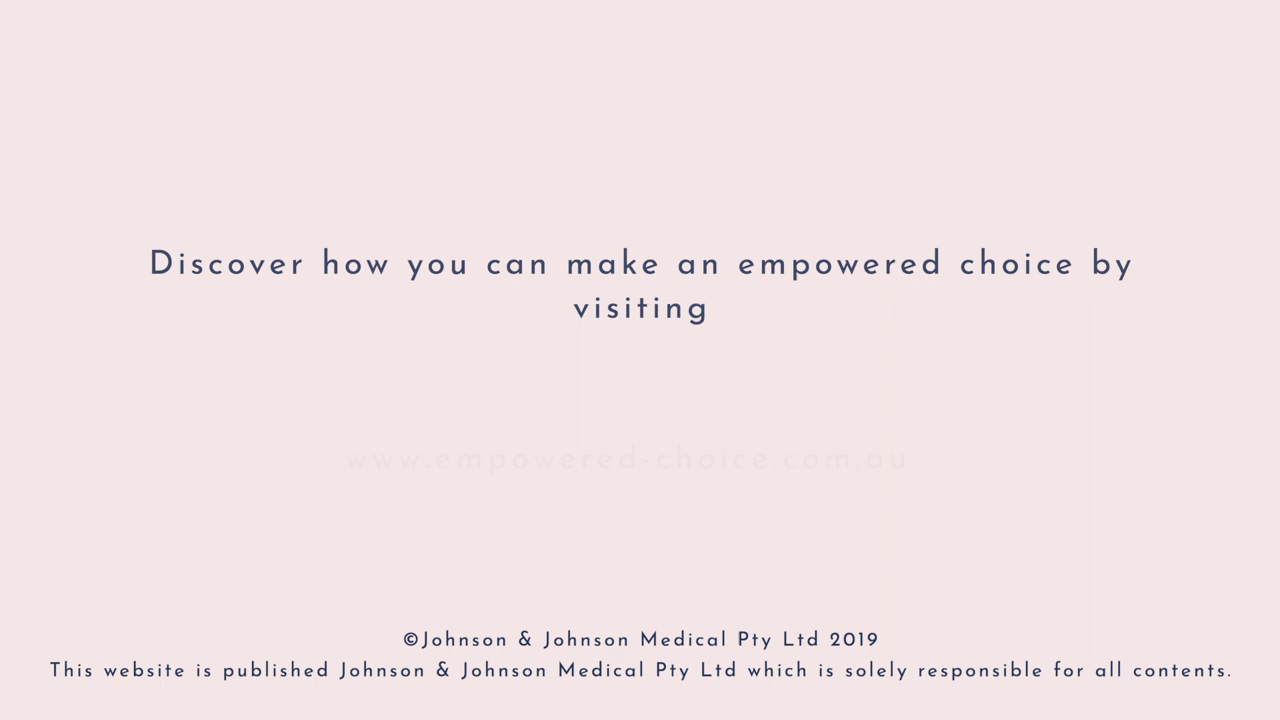 Discover how you can make an empowered choice by
visiting
www.empowered-choice.com.au
©Johnson & Johnson Medical Pty Ltd 2019
This website is published Johnson & Johnson Medical Pty Ltd which is solely responsible for all contents.